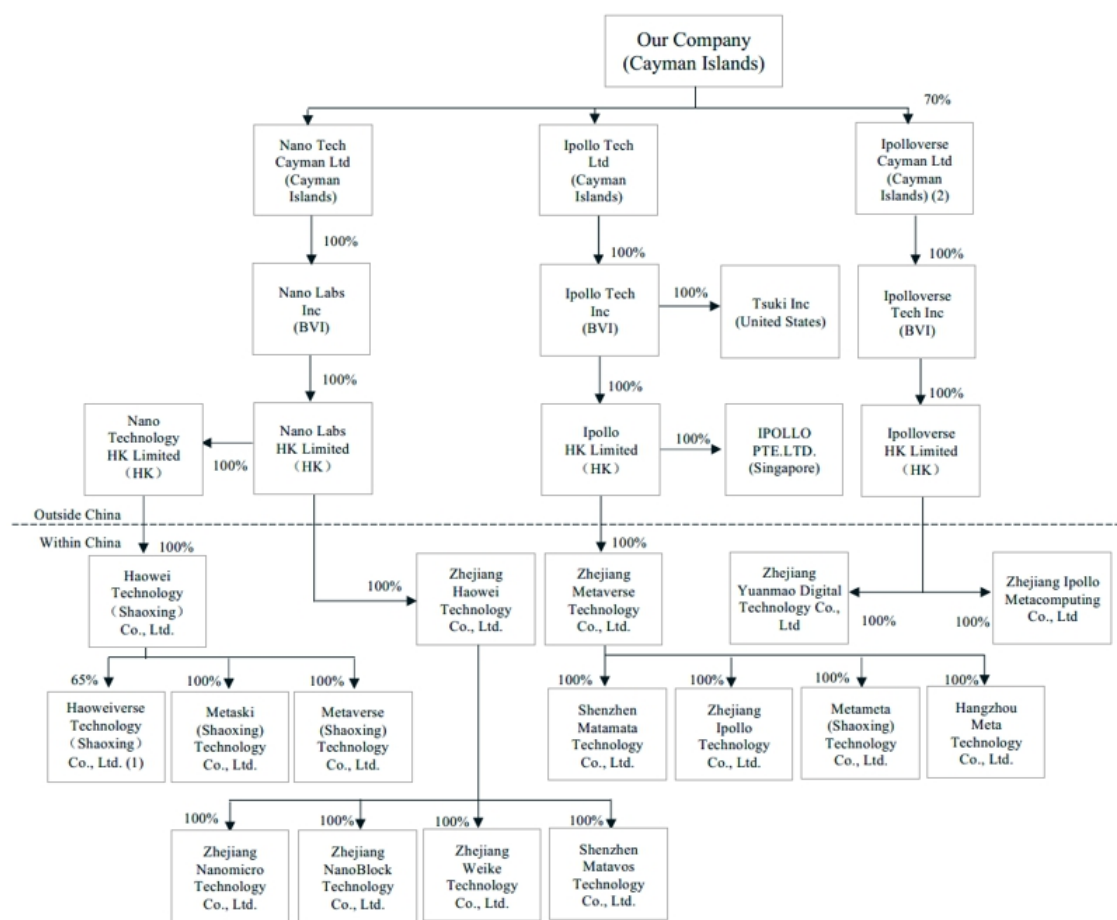 Our Company
(Cayman Islands)
70%
Nano Tech
Cayman Ltd
(Cayman
Islands)
Ipollo Tech
Ltd
(Cayman
Islands)
Ipolloverse
Cayman Ltd
(Cayman
Islands) (2)
100%
100%
100%
Nano Labs
Inc
(BVI)
Ipollo Tech
Inc
(BVI)
100%
Tsuki Inc
(United States)
Ipolloverse
Tech Inc
(BVI)
100%
100%
100%
Nano
Technology
HK Limited
（HK）
100%
Nano Labs
HK Limited
（HK）
Ipollo
HK Limited
(HK)
100%
IPOLLO
PTE.LTD.
(Singapore)
Ipolloverse
HK Limited
（HK）
Outside China
Within China
100%
100%
Haowei
Technology
（Shaoxing）
Co., Ltd.
100%
Zhejiang
Haowei
Technology
Co., Ltd.
Zhejiang
Metaverse
Technology
Co., Ltd.
Zhejiang
Yuanmao Digital
Technology Co.,
Ltd
100%
100%
Zhejiang Ipollo
Metacomputing
Co., Ltd
65%
100%
100%
100%
100%
100%
100%
Haoweiverse
Technology
（Shaoxing）
Co., Ltd. (1)
Metaski
(Shaoxing)
Technology
Co., Ltd.
Metaverse
(Shaoxing)
Technology
Co., Ltd.
Shenzhen
Matamata
Technology
Co., Ltd.
Zhejiang
Ipollo
Technology
Co., Ltd.
Metameta
(Shaoxing)
Technology
Co., Ltd.
Hangzhou
Meta
Technology
Co., Ltd.
100%
100%
100%
100%
Zhejiang
Nanomicro
Technology
Co., Ltd.
Zhejiang
NanoBlock
Technology
Co., Ltd.
Zhejiang
Weike
Technology
Co., Ltd.
Shenzhen
Matavos
Technology
Co., Ltd.